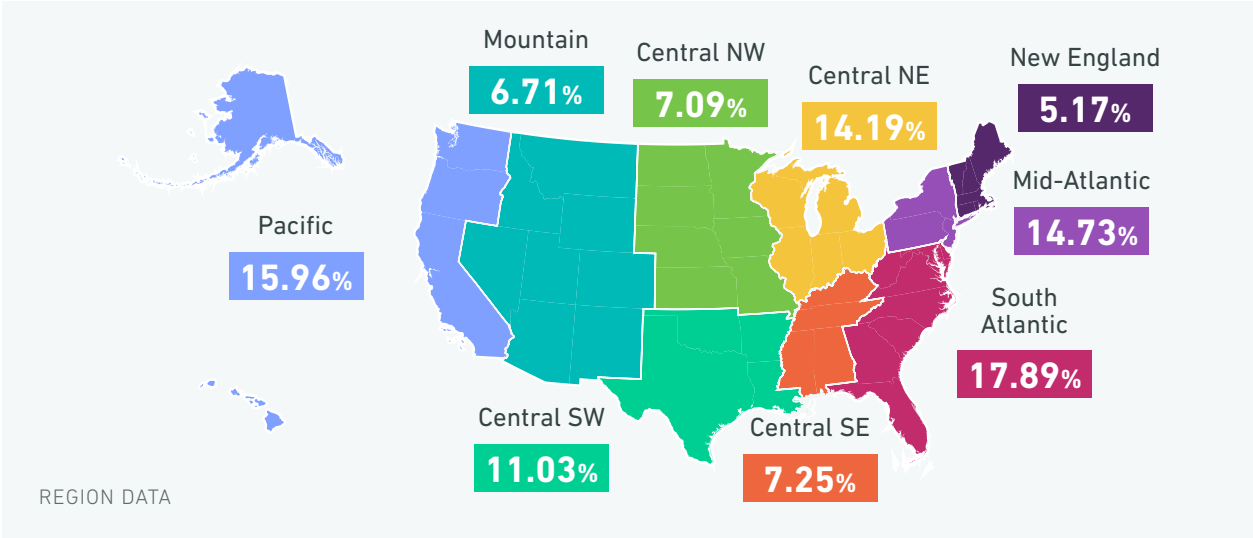 Mountain
6.71%
Central NW
7.09%
Central NE
14.19%
New England
5.17%
Mid-Atlantic
14.73%
Pacific
15.96%
South
Atlantic
17.89%
Central SW
11.03%
Central SE
7.25%
REGION DATA